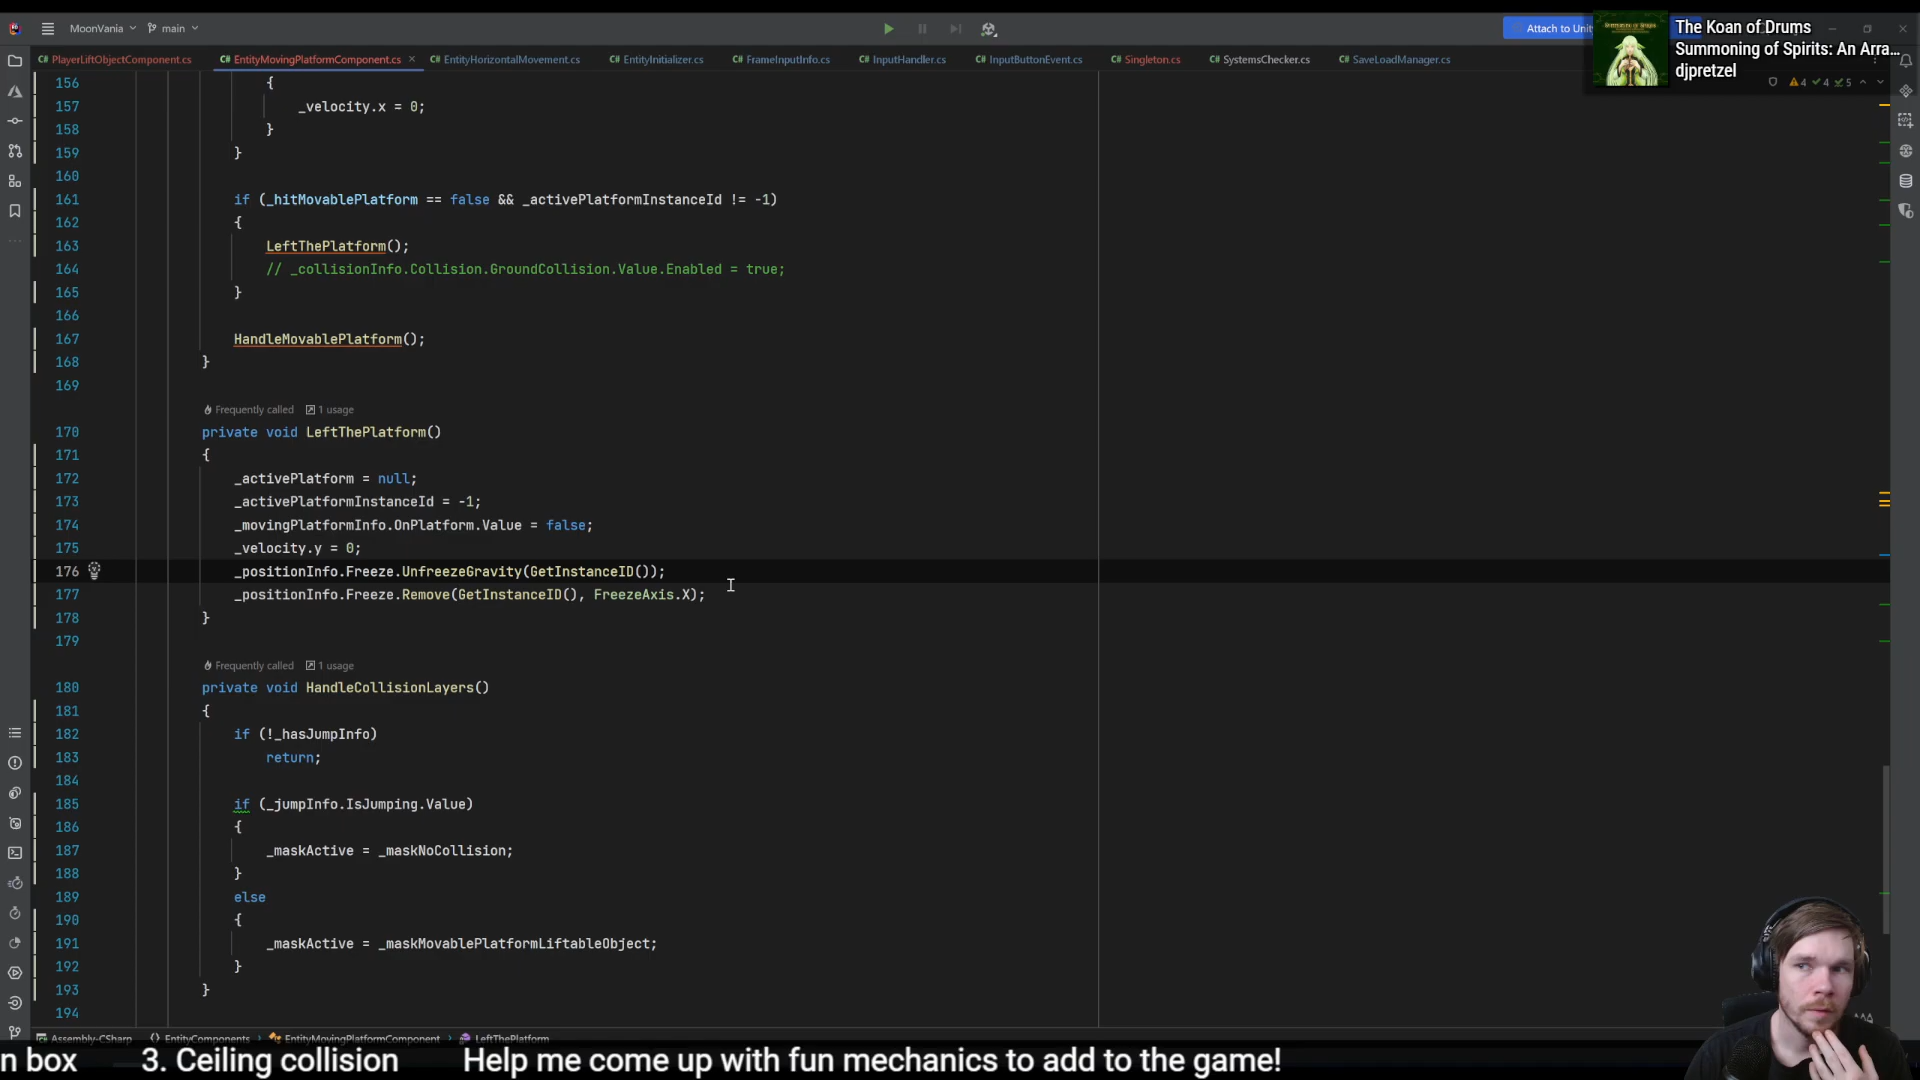 MoonVania
main
Attach to Unit
The Koan of Drums
Summoning of Spirits: An Arra...
djpretzel
PlayerLiftObjectComponent.cs
EntityMovingPlatformComponent.cs
EntityHorizontalMovement.cs
EntityInitializer.cs
FrameInputInfo.cs
InputHandler.cs
InputButtonEvent.cs
Singleton.cs
SystemsChecker.cs
SaveLoadManager.cs
4 4 5
156 {
157 _velocity.x = 0;
158 }
159 }
160
161 if (_hitMovablePlatform == false && _activePlatformInstanceId != -1)
162 {
163 LeftThePlatform();
164 // _collisionInfo.Collision.GroundCollision.Value.Enabled = true;
165 }
166
167 HandleMovablePlatform();
168 }
169
Frequently called 1 usage
170 private void LeftThePlatform()
171 {
172 _activePlatform = null;
173 _activePlatformInstanceId = -1;
174 _movingPlatformInfo.OnPlatform.Value = false;
175 _velocity.y = 0;
176 _positionInfo.Freeze.UnfreezeGravity(GetInstanceID());
177 _positionInfo.Freeze.Remove(GetInstanceID(), FreezeAxis.X);
178 }
179
Frequently called 1 usage
180 private void HandleCollisionLayers()
181 {
182 if (!_hasJumpInfo)
183 return;
184
185 if (_jumpInfo.IsJumping.Value)
186 {
187 _maskActive = _maskNoCollision;
188 }
189 else
190 {
191 _maskActive = _maskMovablePlatformLiftableObject;
192 }
193 }
194
Assembly-CSharp EntityComponents EntityMovingPlatformComponent LeftThePlatform
n box 3. Ceiling collision Help me come up with fun mechanics to add to the game!